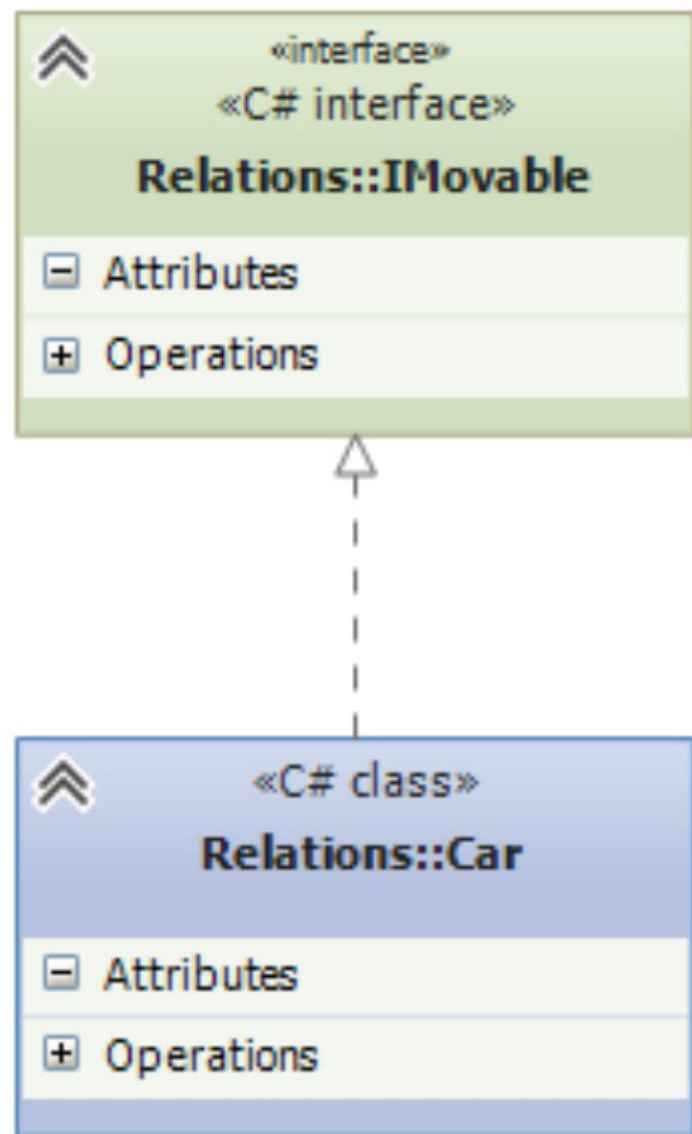 «interface»
«C# interface»
Relations::IMovable
Attributes
Operations
«C# class»
Relations::Car
Attributes
Operations